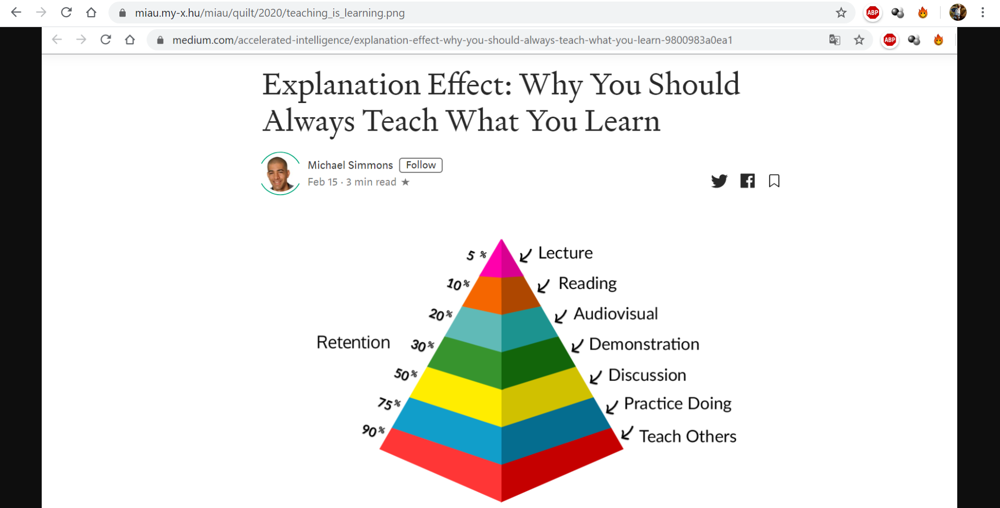 miau.my-x.hu/miau/quilt/2020/teaching_is_learning.png
ABP
medium.com/accelerated-intelligence/explanation-effect-why-you-should-always-teach-what-you-learn-9800983a0ea1
ABP
Explanation Effect: Why You Should
Always Teach What You Learn
Michael Simmons Follow
Feb 15 · 3 min read ★
5 % Lecture
10% Reading
20% Audiovisual
Retention 30% Demonstration
50% Discussion
75% Practice Doing
90% Teach Others